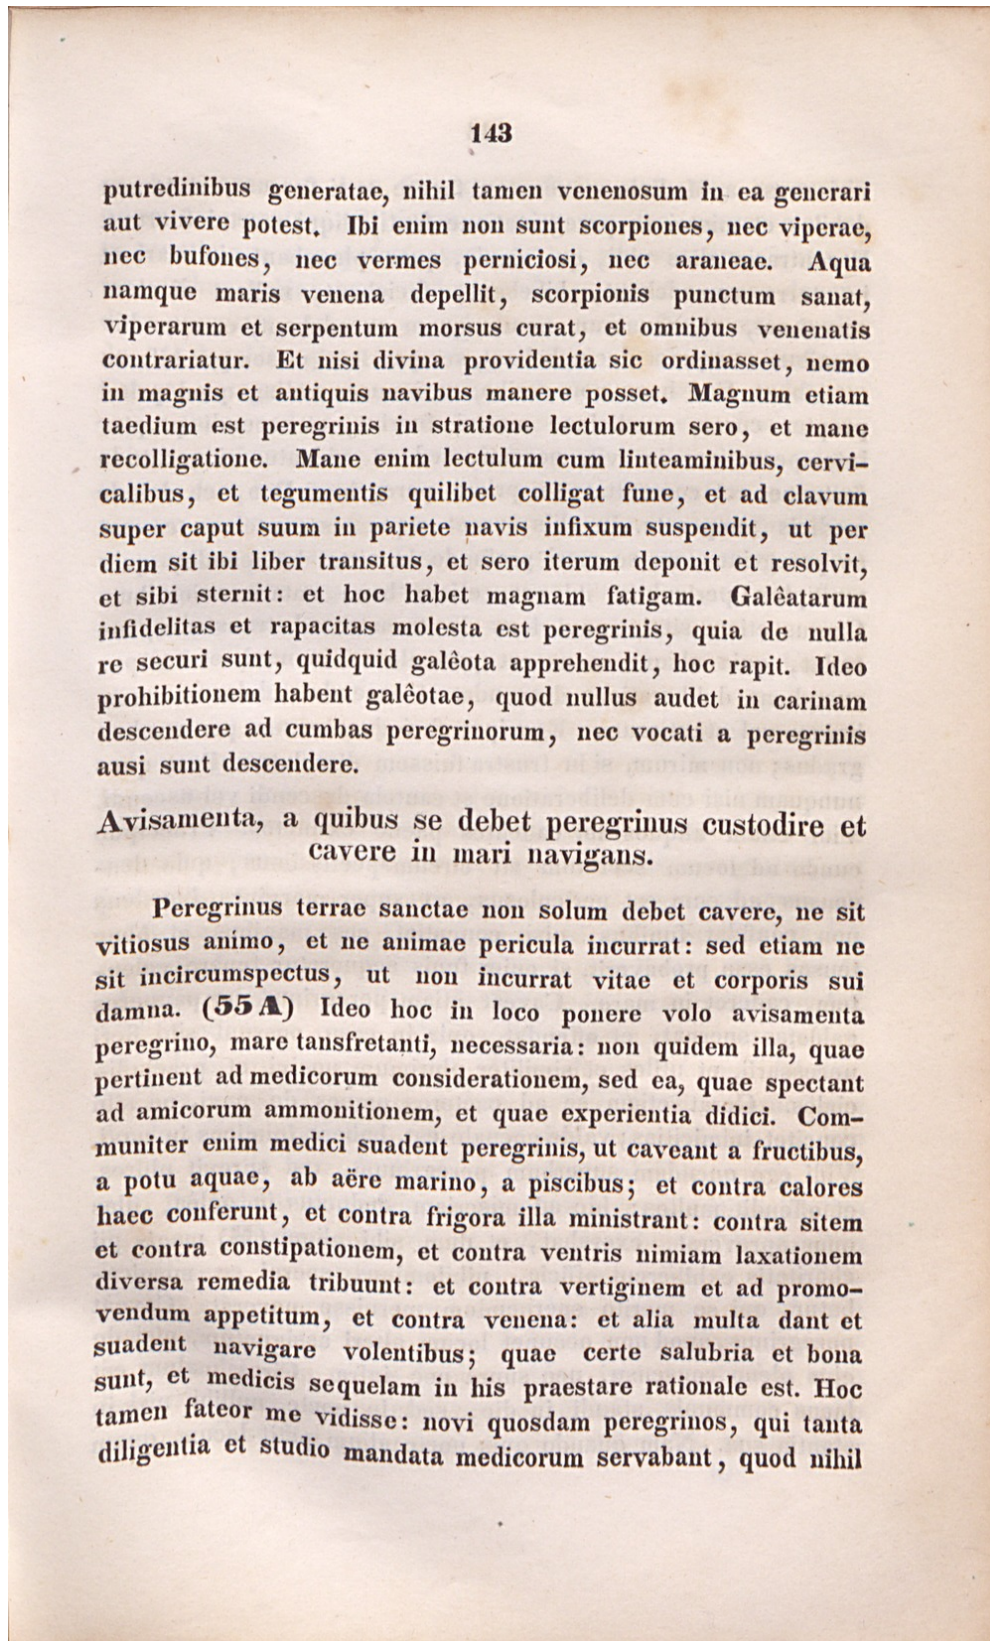 143
putredinibus generatae, nihil tamen venenosum in ea generari
aut vivere potest. Ibi enim non sunt scorpiones, nec viperae,
nec bufones, nec vermes perniciosi, nec araneae. Aqua
namque maris venena depellit, scorpionis punctum sanat,
viperarum et serpentum morsus curat, et omnibus venenatis
contrariatur. Et nisi divina providentia sic ordinasset, nemo
in magnis et antiquis navibus manere posset. Magnum etiam
taedium est peregrinis in stratione lectulorum sero, et mane
recolligatione. Mane enim lectulum cum linteaminibus, cervi-
calibus, et tegumentis quilibet colligat fune, et ad clavum
super caput suum in pariete navis infixum suspendit, ut per
diem sit ibi liber transitus, et sero iterum deponit et resolvit,
et sibi sternit: et hoc habet magnam fatigam. Galêatarum
infidelitas et rapacitas molesta est peregrinis, quia de nulla
re securi sunt, quidquid galêota apprehendit, hoc rapit. Ideo
prohibitionem habent galêotae, quod nullus audet in carinam
descendere ad cumbas peregrinorum, nec vocati a peregrinis
ausi sunt descendere.
Avisamenta, a quibus se debet peregrinus custodire et
cavere in mari navigans.
Peregrinus terrae sanctae non solum debet cavere, ne sit
vitiosus animo, et ne animae pericula incurrat: sed etiam ne
sit incircumspectus, ut non incurrat vitae et corporis sui
damna. (55 A) Ideo hoc in loco ponere volo avisamenta
peregrino, mare tansfretanti, necessaria: non quidem illa, quae
pertinent ad medicorum considerationem, sed ea, quae spectant
ad amicorum ammonitionem, et quae experientia didici. Com-
muniter enim medici suadent peregrinis, ut caveant a fructibus,
a potu aquae, ab aëre marino, a piscibus; et contra calores
haec conferunt, et contra frigora illa ministrant: contra sitem
et contra constipationem, et contra ventris nimiam laxationem
diversa remedia tribuunt: et contra vertiginem et ad promo-
vendum appetitum, et contra venena: et alia multa dant et
suadent navigare volentibus; quae certe salubria et bona
sunt, et medicis sequelam in his praestare rationale est. Hoc
tamen fateor me vidisse: novi quosdam peregrinos, qui tanta
diligentia et studio mandata medicorum servabant, quod nihil